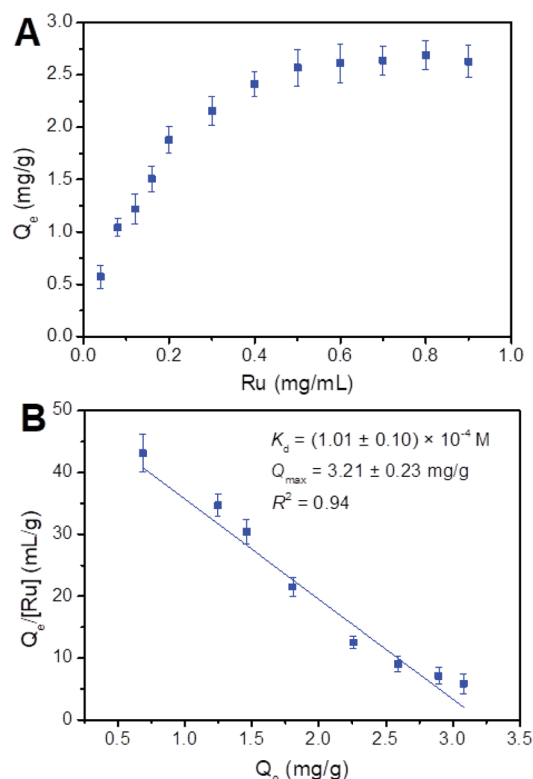 A
3.0
2.5
2.0
1.5
1.0
0.5
0.0
Qe (mg/g)
0.0 0.2 0.4 0.6 0.8 1.0
Ru (mg/mL)
B
50
40
30
20
10
0
Qe/[Ru] (mL/g)
Kd = (1.01 ± 0.10) × 10-4 M
Qmax = 3.21 ± 0.23 mg/g
R2 = 0.94
0.5 1.0 1.5 2.0 2.5 3.0 3.5
Qe (mg/g)